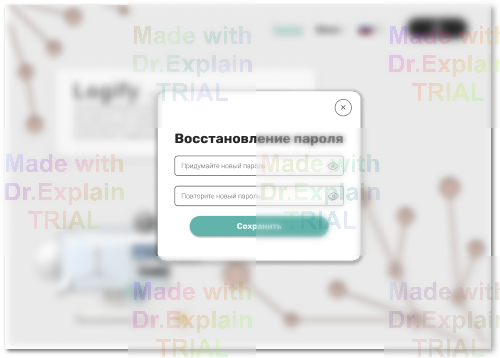 Logify
Восстановление пароля
Придумайте новый пароль
Повторите новый пароль
Сохранить
Made with
Dr.Explain
TRIAL
Made with
Dr.Explain
TRIAL
Made with
Dr.Explain
TRIAL
Made with
Dr.Explain
TRIAL
Made with
Dr.Explain
TRIAL
Made with
Dr.Explain
TRIAL